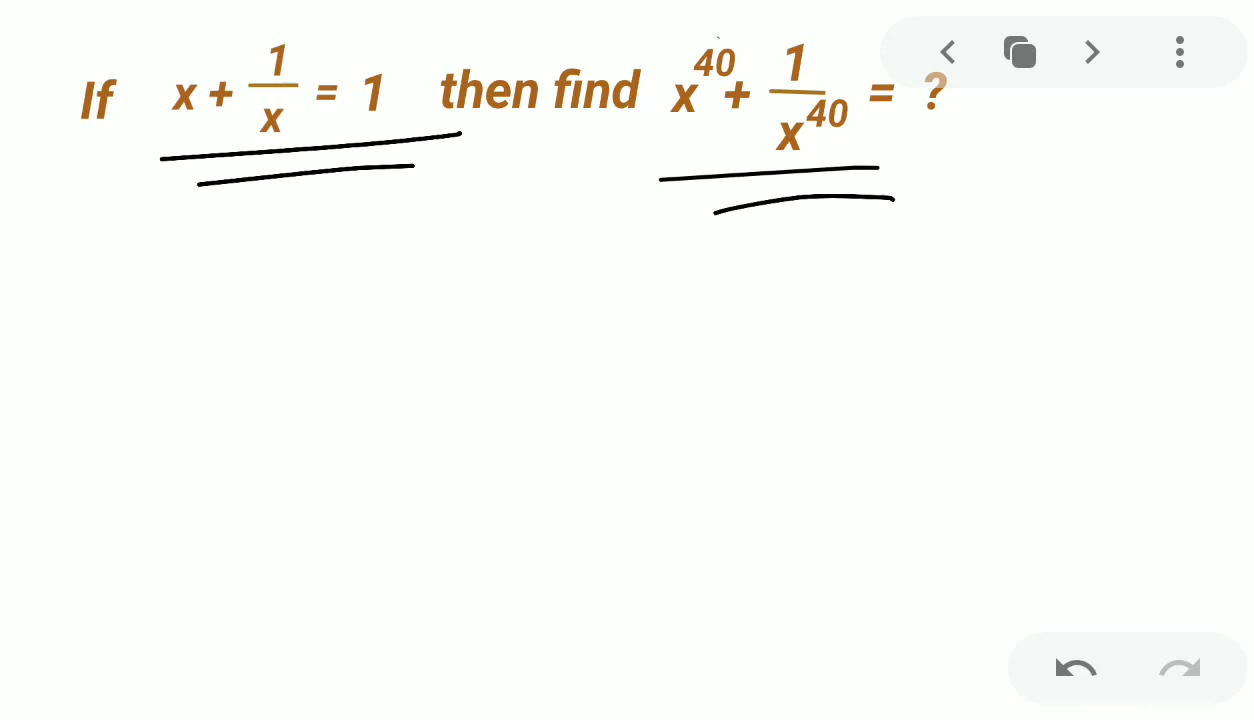 If x + 1/x = 1 then find x^40 + 1/x^40 = ?